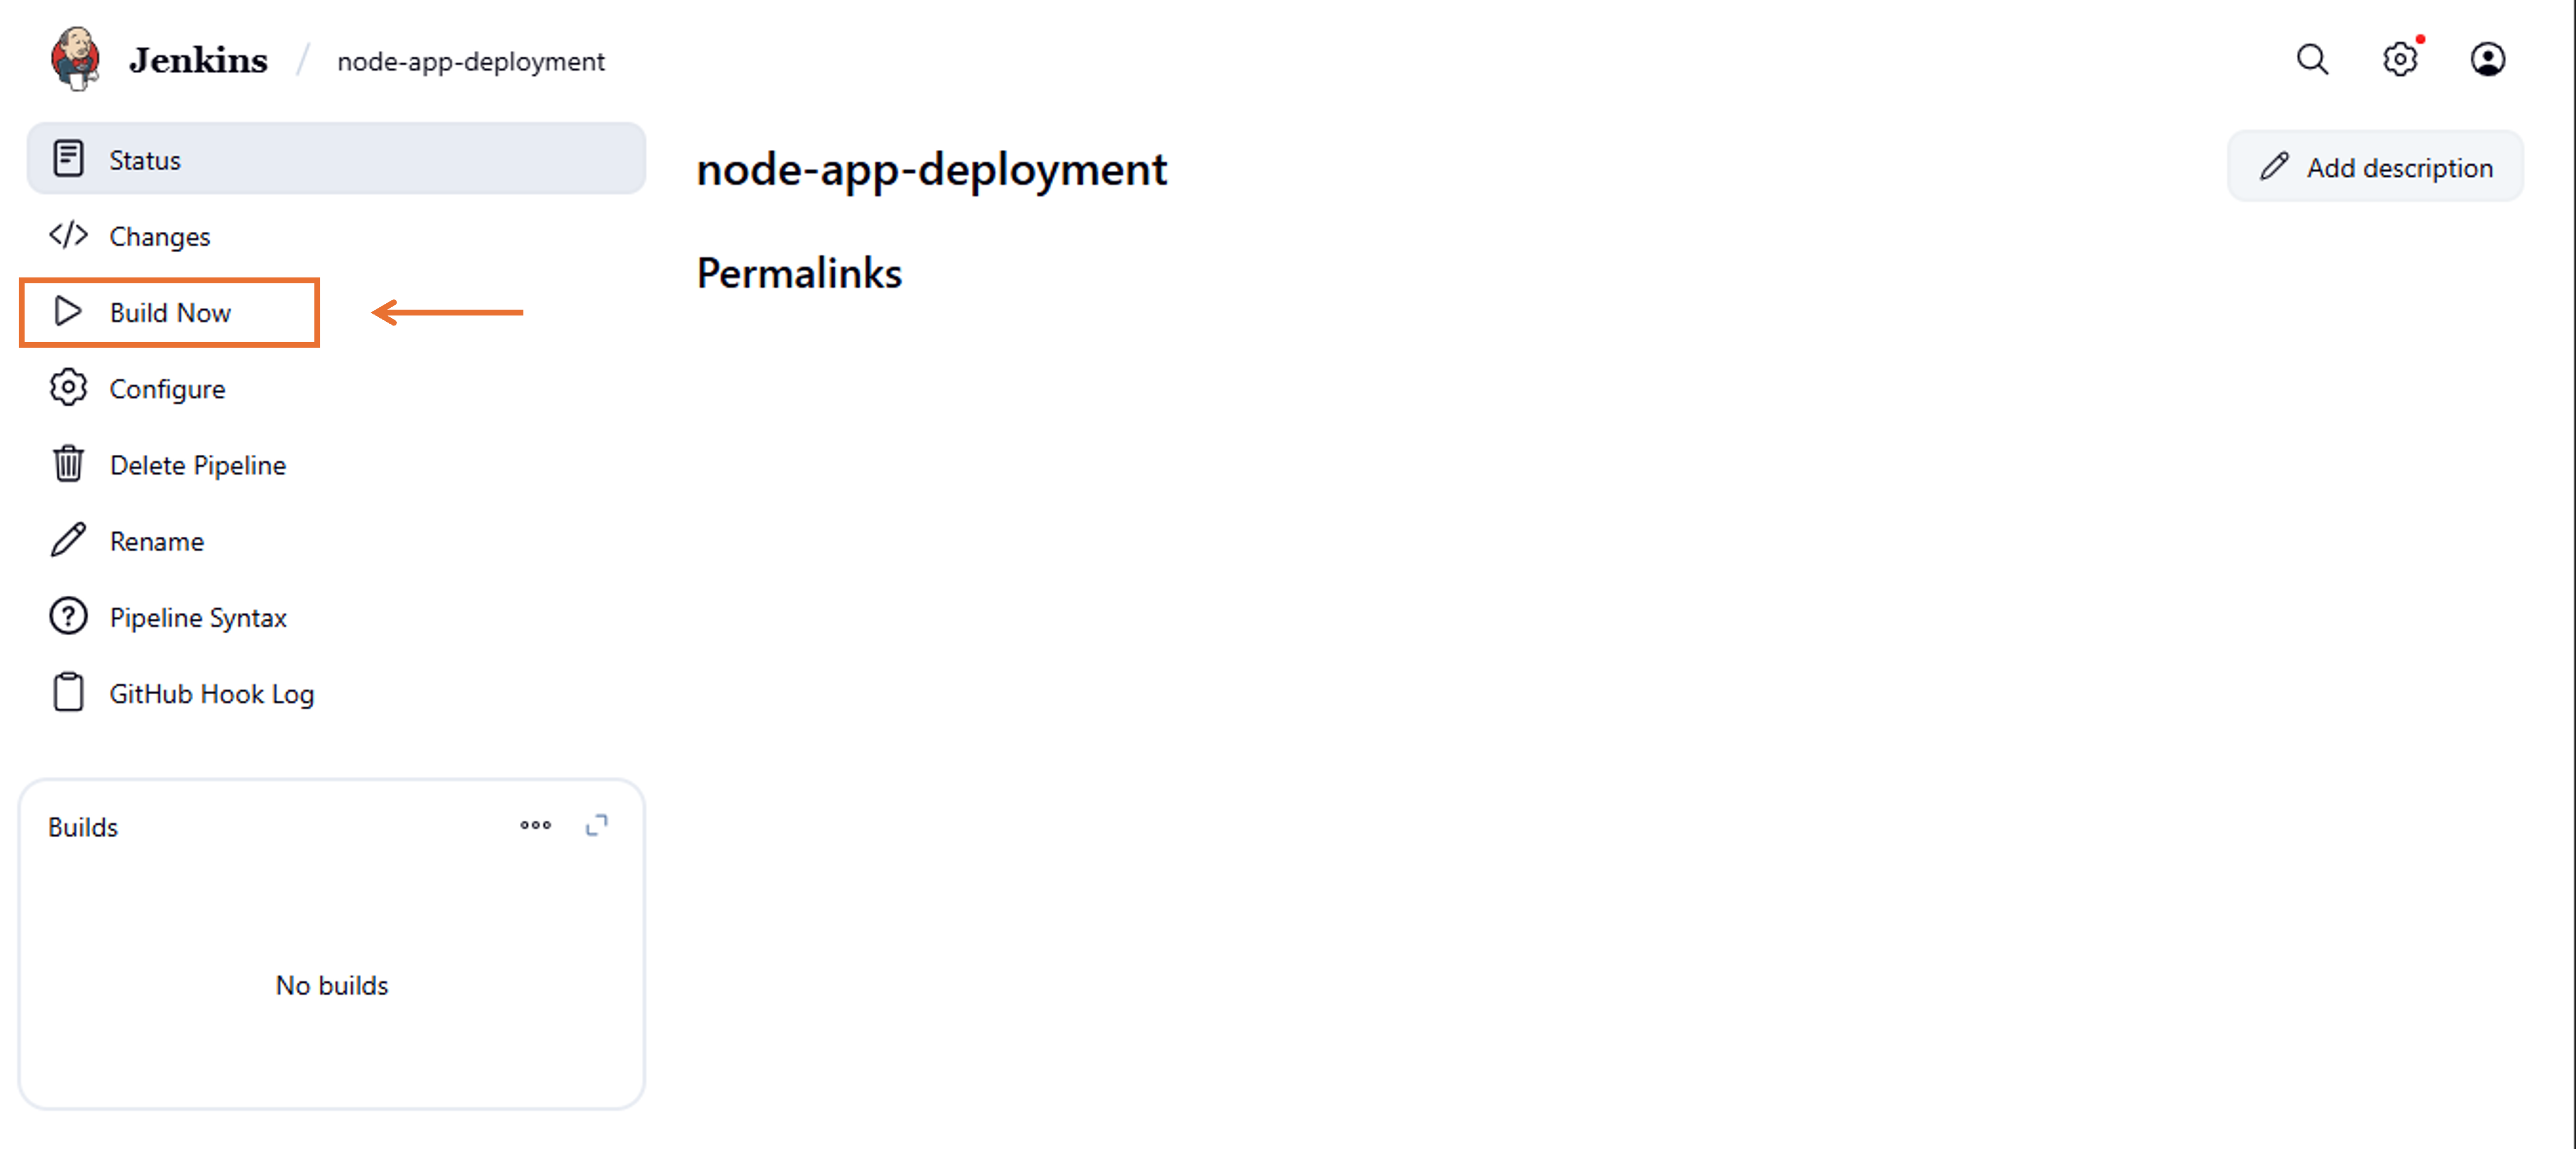 Jenkins / node-app-deployment
Status
Changes
Build Now
Configure
Delete Pipeline
Rename
Pipeline Syntax
GitHub Hook Log
Builds
No builds
node-app-deployment
Add description
Permalinks